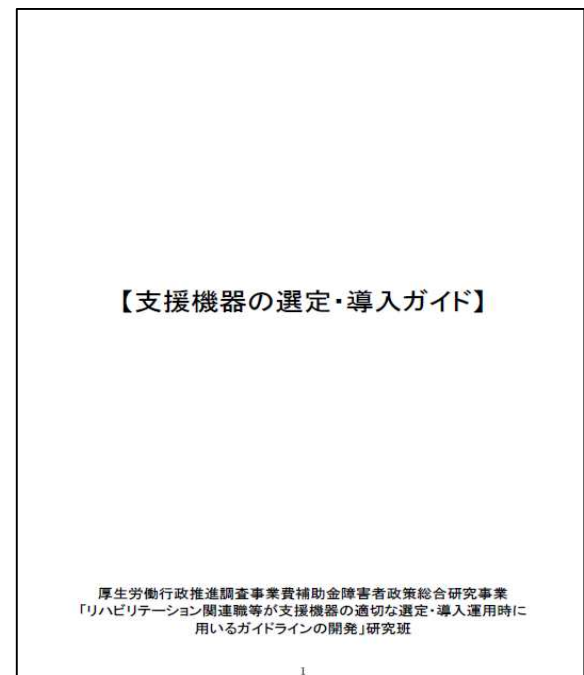 【支援機器の選定・導入ガイド】
厚生労働行政推進調査事業費補助金障害者政策総合研究事業
「リハビリテーション関連職等が支援機器の適切な選定・導入運用時に
用いるガイドラインの開発」研究班
1